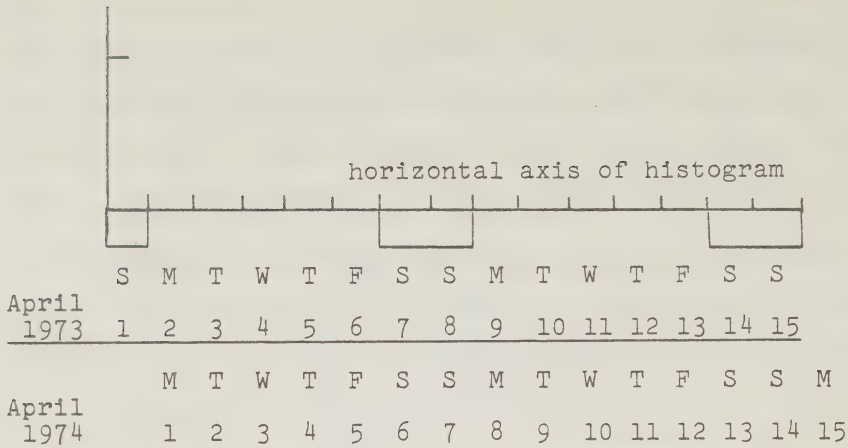 horizontal axis of histogram
S M T W T F S S M T W T F S S
April
1973 1 2 3 4 5 6 7 8 9 10 11 12 13 14 15
M T W T F S S M T W T F S S M
April
1974 1 2 3 4 5 6 7 8 9 10 11 12 13 14 15